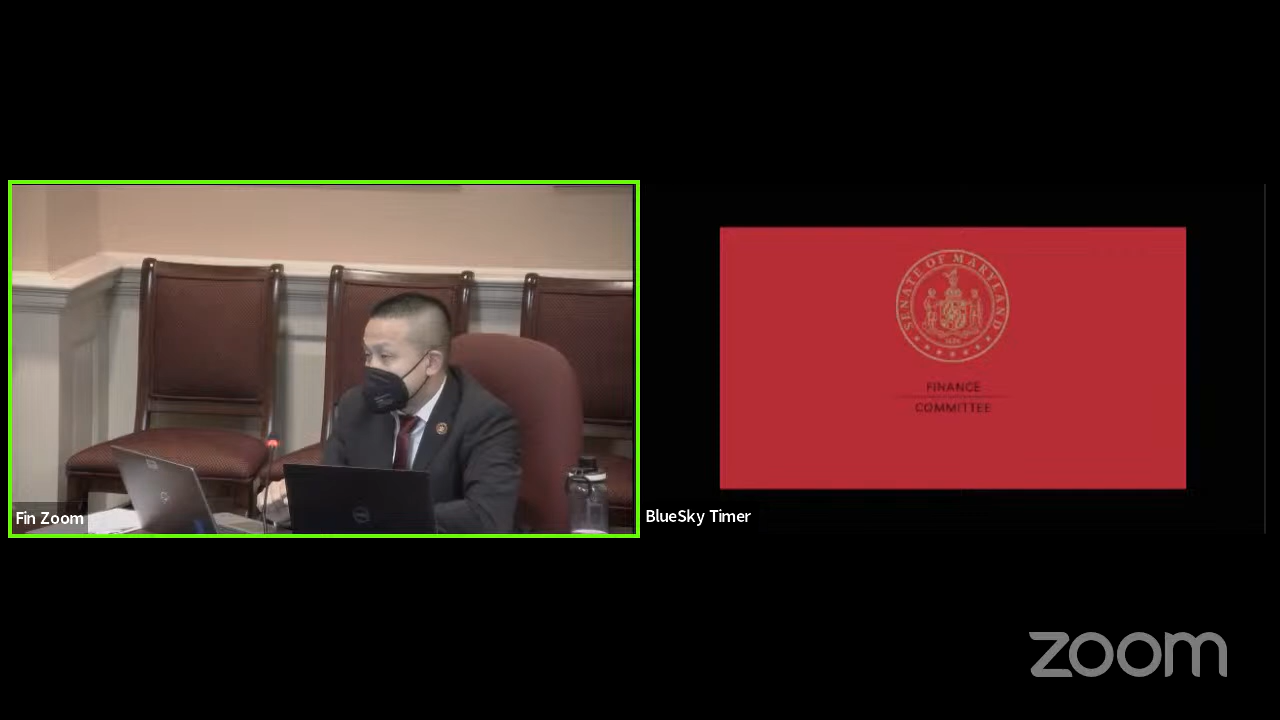 SENATE OF MARYLAND
FINANCE
COMMITTEE
Fin Zoom
BlueSky Timer
zoom